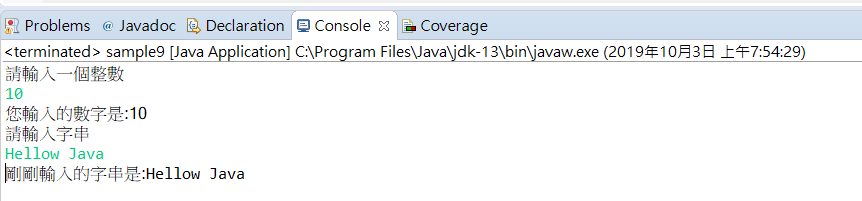 Problems @ Javadoc Declaration Console Coverage
<terminated> sample9 [Java Application] C:\Program Files\Java\jdk-13\bin\javaw.exe (2019年10月3日 上午7:54:29)
請輸入一個整數
10
您輸入的數字是:10
請輸入字串
Hellow Java
剛剛輸入的字串是:Hellow Java